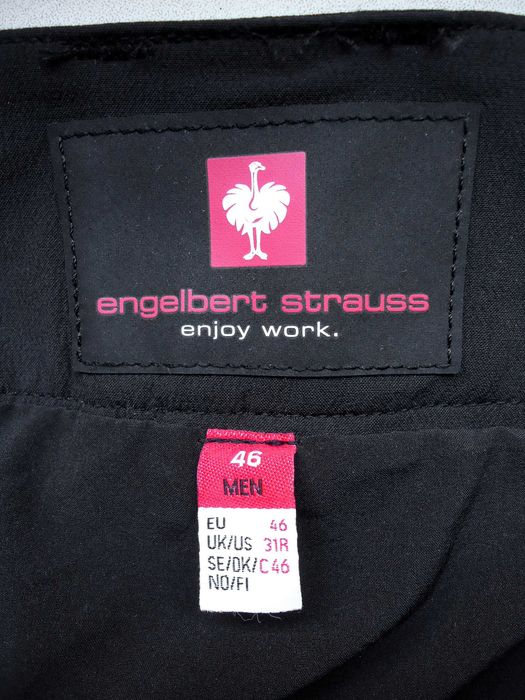 engelbert strauss
enjoy work.
46
MEN
EU 46
UK/US 31R
SE/DK/ C46
NO/FI